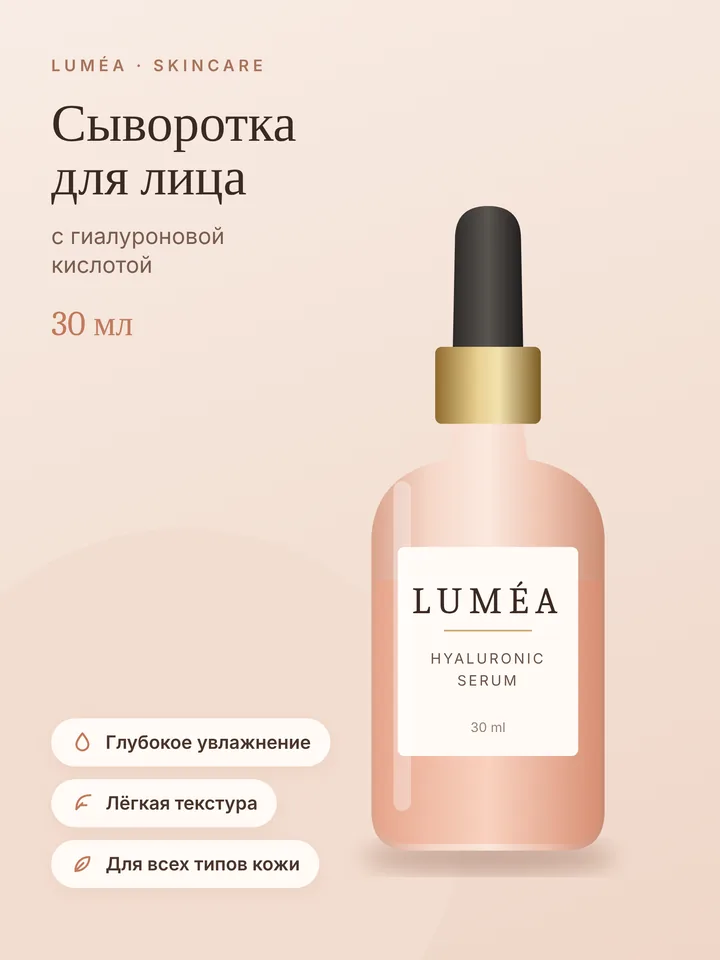 LUMÉA · SKINCARE
Сыворотка
для лица
с гиалуроновой
кислотой
30 мл
LUMÉA
HYALURONIC
SERUM
30 ml
Глубокое увлажнение
Лёгкая текстура
Для всех типов кожи